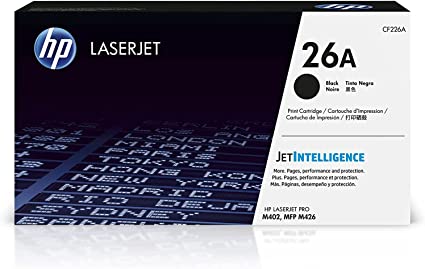 CF226A
hp LASERJET
26A
Black Tinta Negra
Noire 黑色
Print Cartridge / Cartouche d'Impression /
Cartucho de Impresión / 打印硒鼓
JETINTELLIGENCE
More. Pages, performance and protection.
Plus. Pages, performance et protection.
Más. Páginas, desempeño y protección.
HP LASERJET PRO
M402, MFP M426